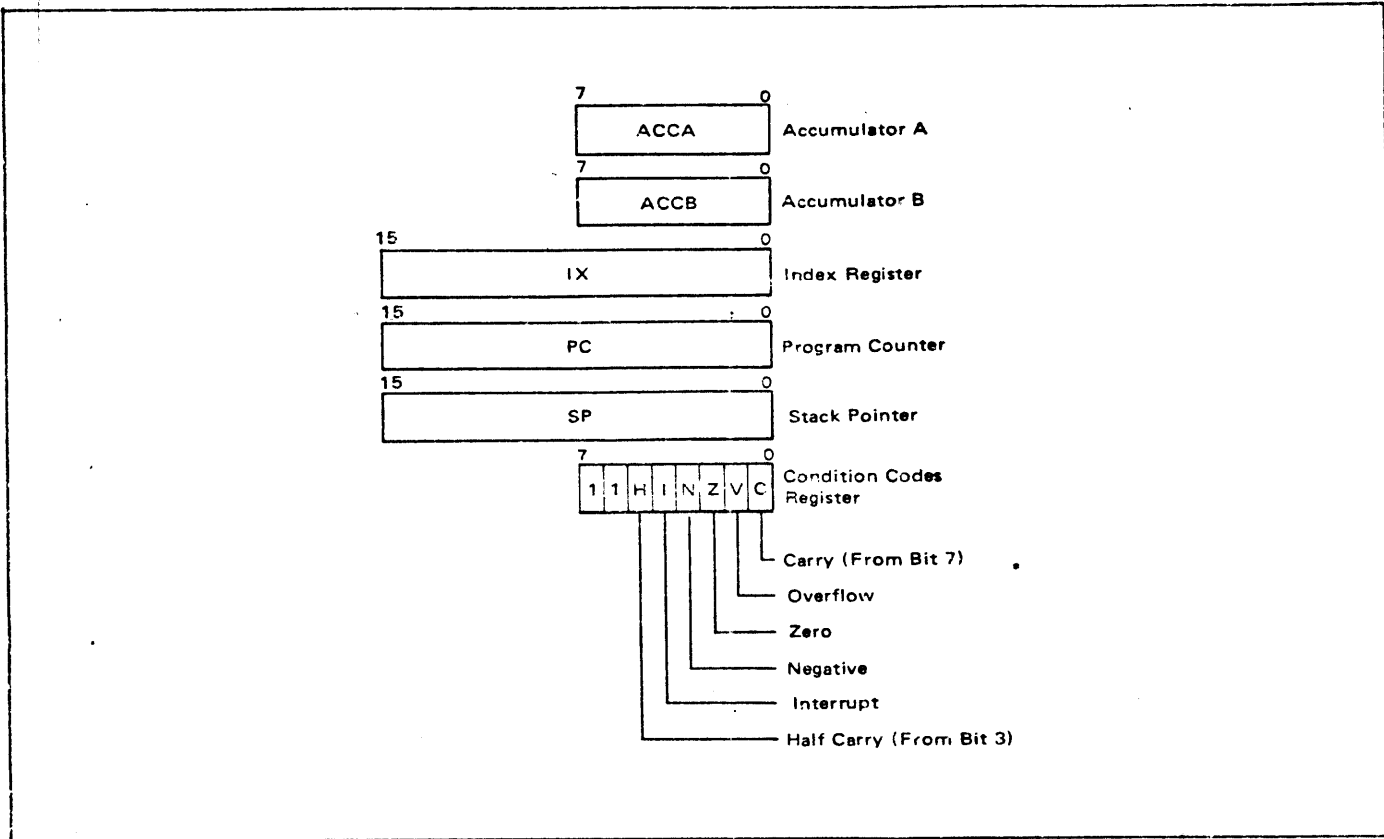 7 0
ACCA Accumulator A
7 0
ACCB Accumulator B
15 0
IX Index Register
15 0
PC Program Counter
15 0
SP Stack Pointer
7 0
1 1 H I N Z V C Condition Codes
Register
Carry (From Bit 7)
Overflow
Zero
Negative
Interrupt
Half Carry (From Bit 3)